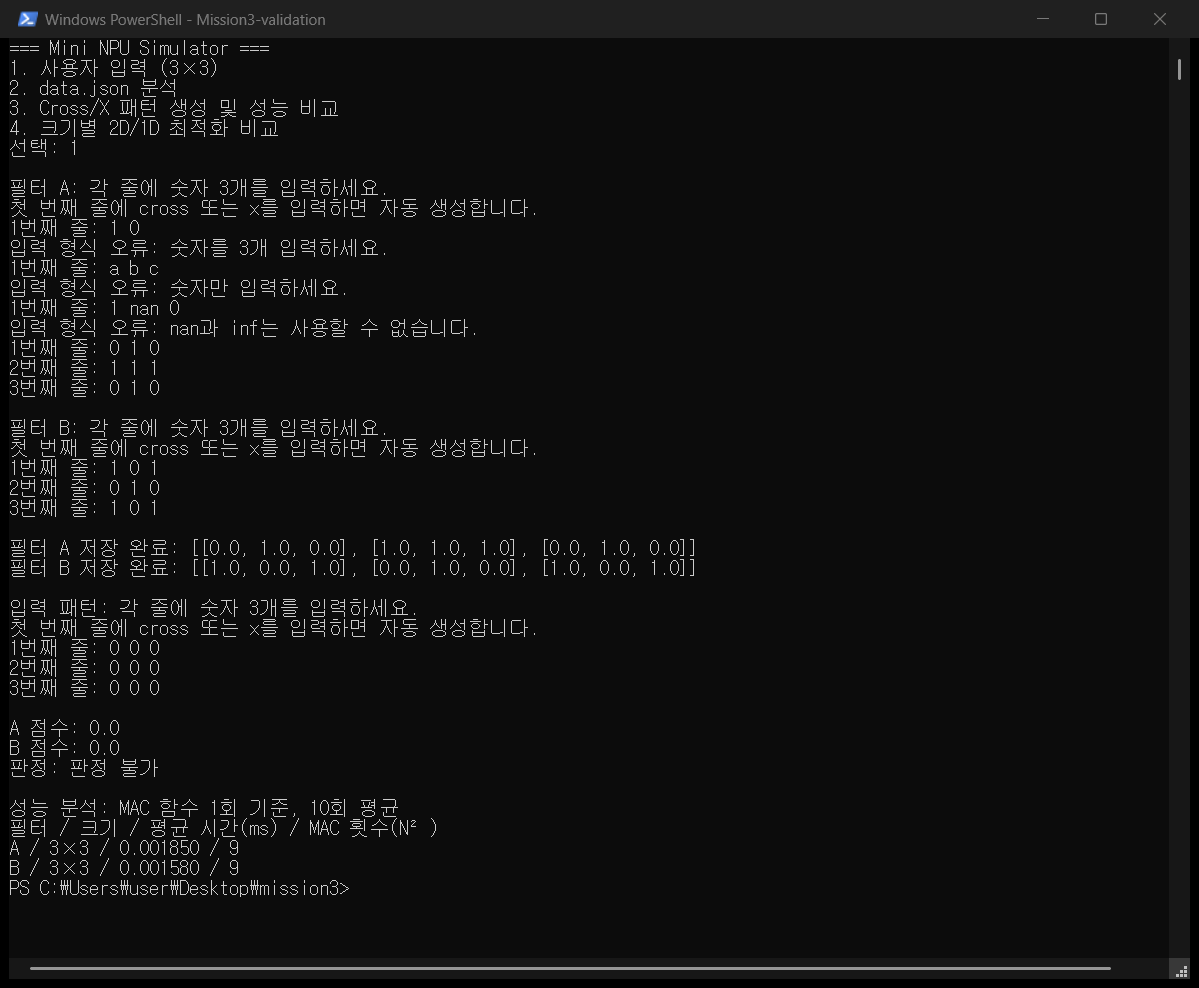 Windows PowerShell - Mission3-validation
=== Mini NPU Simulator ===
1. 사용자 입력 (3×3)
2. data.json 분석
3. Cross/X 패턴 생성 및 성능 비교
4. 크기별 2D/1D 최적화 비교
선택: 1
필터 A: 각 줄에 숫자 3개를 입력하세요.
첫 번째 줄에 cross 또는 x를 입력하면 자동 생성합니다.
1번째 줄: 1 0
입력 형식 오류: 숫자를 3개 입력하세요.
1번째 줄: a b c
입력 형식 오류: 숫자만 입력하세요.
1번째 줄: 1 nan 0
입력 형식 오류: nan과 inf는 사용할 수 없습니다.
1번째 줄: 0 1 0
2번째 줄: 1 1 1
3번째 줄: 0 1 0
필터 B: 각 줄에 숫자 3개를 입력하세요.
첫 번째 줄에 cross 또는 x를 입력하면 자동 생성합니다.
1번째 줄: 1 0 1
2번째 줄: 0 1 0
3번째 줄: 1 0 1
필터 A 저장 완료: [[0.0, 1.0, 0.0], [1.0, 1.0, 1.0], [0.0, 1.0, 0.0]]
필터 B 저장 완료: [[1.0, 0.0, 1.0], [0.0, 1.0, 0.0], [1.0, 0.0, 1.0]]
입력 패턴: 각 줄에 숫자 3개를 입력하세요.
첫 번째 줄에 cross 또는 x를 입력하면 자동 생성합니다.
1번째 줄: 0 0 0
2번째 줄: 0 0 0
3번째 줄: 0 0 0
A 점수: 0.0
B 점수: 0.0
판정: 판정 불가
성능 분석: MAC 함수 1회 기준, 10회 평균
필터 / 크기 / 평균 시간(ms) / MAC 횟수(N² )
A / 3×3 / 0.001850 / 9
B / 3×3 / 0.001580 / 9
PS C:₩Users₩user₩Desktop₩mission3>